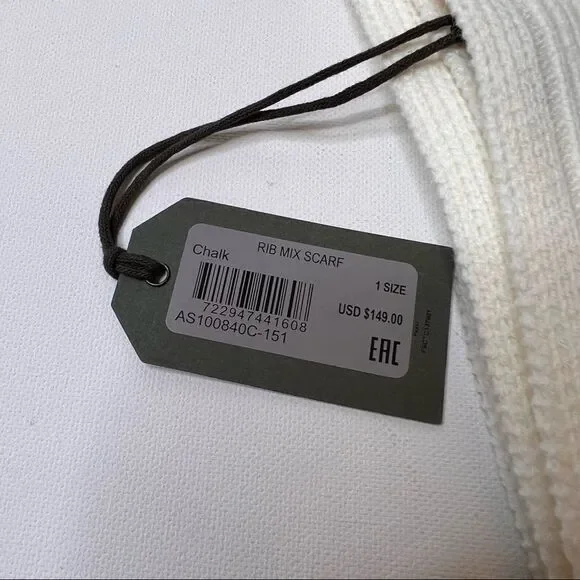 RIB MIX SCARF
Chalk
1 SIZE
722947441608
USD $149.00
AS100840C-151
EAC